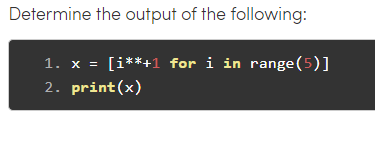 Determine the output of the following:
1. x = [i**+1 for i in range(5)]
2. print(x)